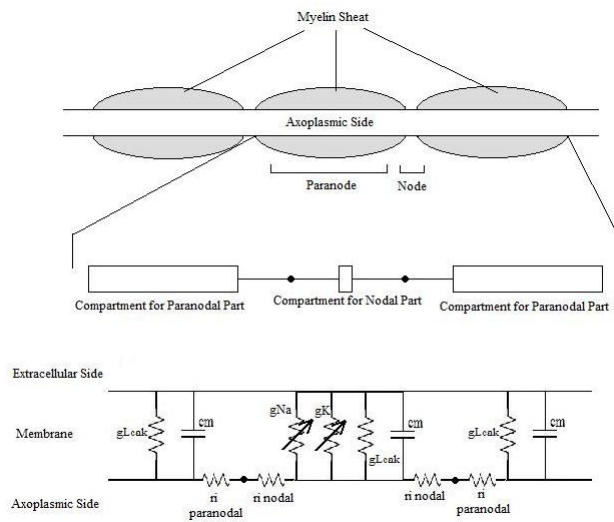 Myelin Sheat
Axoplasmic Side
Paranode
Node
Compartment for Paranodal Part
Compartment for Nodal Part
Compartment for Paranodal Part
Extracellular Side
Membrane
Axoplasmic Side
gLeak
cm
gNa
gK
gLeak
cm
gLeak
cm
ri
paranodal
ri nodal
ri nodal
ri
paranodal